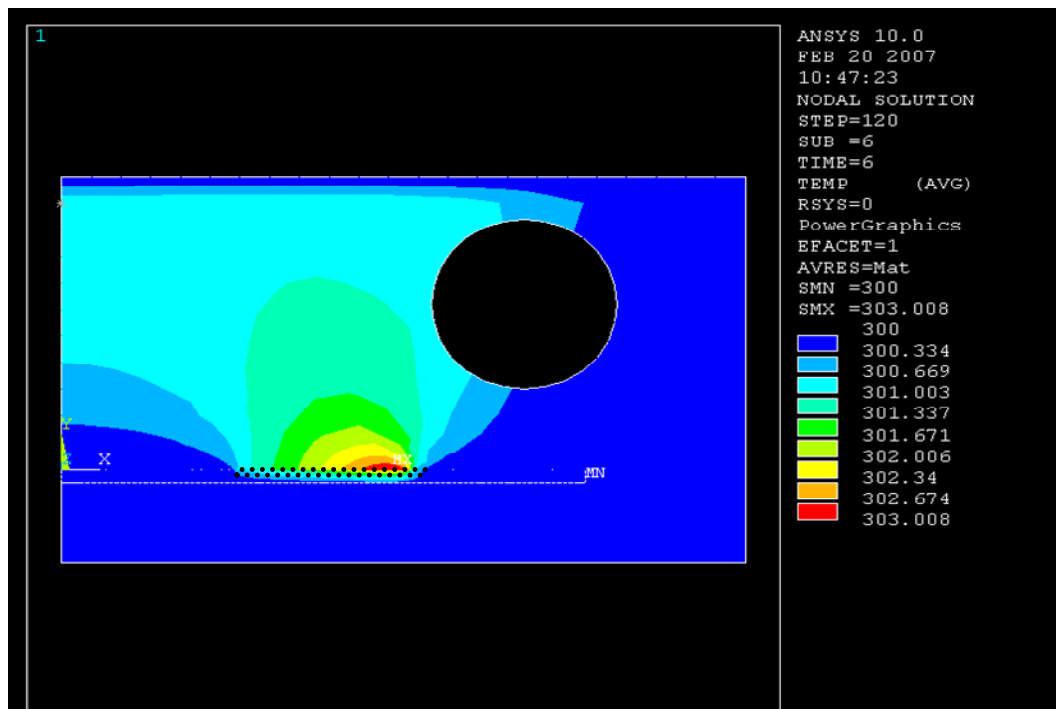 1
ANSYS 10.0
FEB 20 2007
10:47:23
NODAL SOLUTION
STEP=120
SUB =6
TIME=6
TEMP (AVG)
RSYS=0
PowerGraphics
EFACET=1
AVRES=Mat
SMN =300
SMX =303.008
300
300.334
300.669
301.003
301.337
301.671
302.006
302.34
302.674
303.008
Y
X
MX
MN